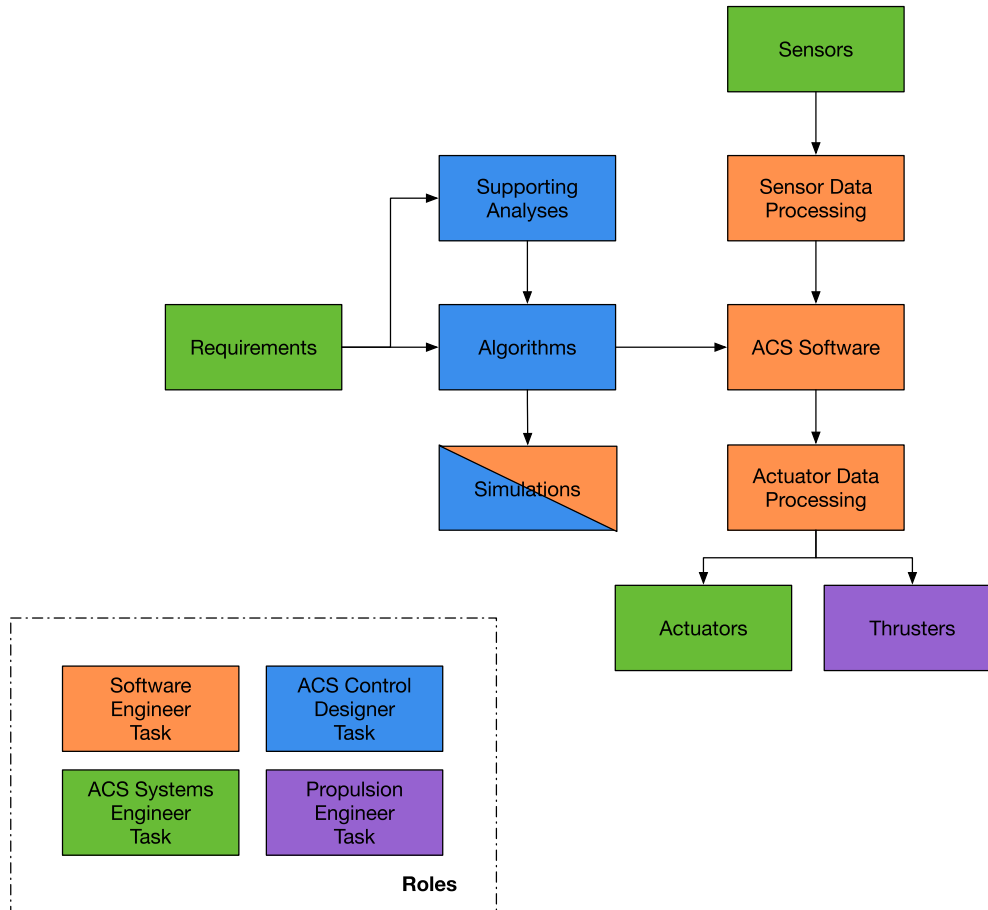 Sensors
Supporting
Analyses
Sensor Data
Processing
Requirements
Algorithms
ACS Software
Simulations
Actuator Data
Processing
Actuators
Thrusters
Software
Engineer
Task
ACS Control
Designer
Task
ACS Systems
Engineer
Task
Propulsion
Engineer
Task
Roles